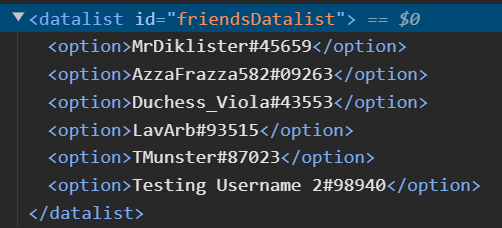 <datalist id="friendsDatalist"> == $0
<option>MrDiklister#45659</option>
<option>AzzaFrazza582#09263</option>
<option>Duchess_Viola#43553</option>
<option>LavArb#93515</option>
<option>TMunster#87023</option>
<option>Testing Username 2#98940</option>
</datalist>